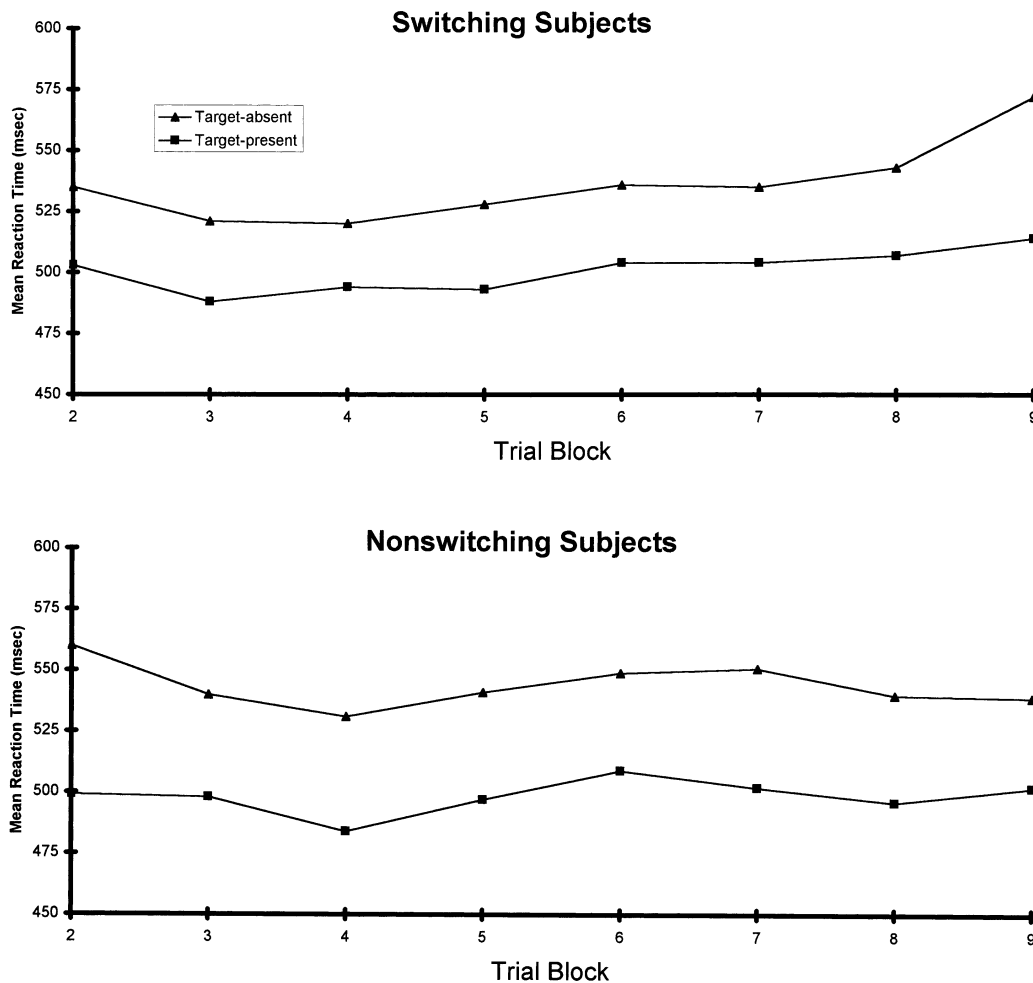 Switching Subjects
600
575
550
525
500
475
450
Mean Reaction Time (msec)
Target-absent
Target-present
2 3 4 5 6 7 8 9
Trial Block
Nonswitching Subjects
600
575
550
525
500
475
450
Mean Reaction Time (msec)
2 3 4 5 6 7 8 9
Trial Block